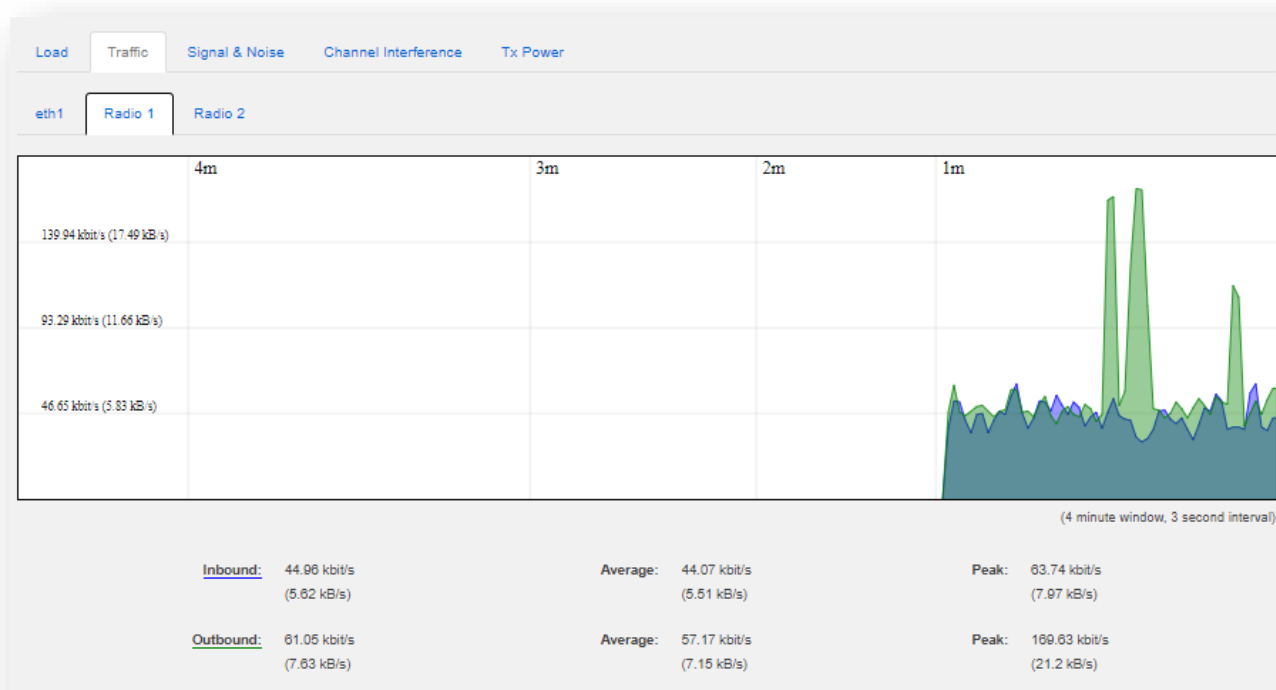 Load Traffic Signal & Noise Channel Interference Tx Power
eth1 Radio 1 Radio 2
4m 3m 2m 1m
139.94 kbit/s (17.49 kB/s)
93.29 kbit/s (11.66 kB/s)
46.65 kbit/s (5.83 kB/s)
(4 minute window, 3 second interval)
Inbound: 44.96 kbit/s Average: 44.07 kbit/s Peak: 63.74 kbit/s
(5.62 kB/s) (5.51 kB/s) (7.97 kB/s)
Outbound: 61.05 kbit/s Average: 57.17 kbit/s Peak: 169.63 kbit/s
(7.63 kB/s) (7.15 kB/s) (21.2 kB/s)